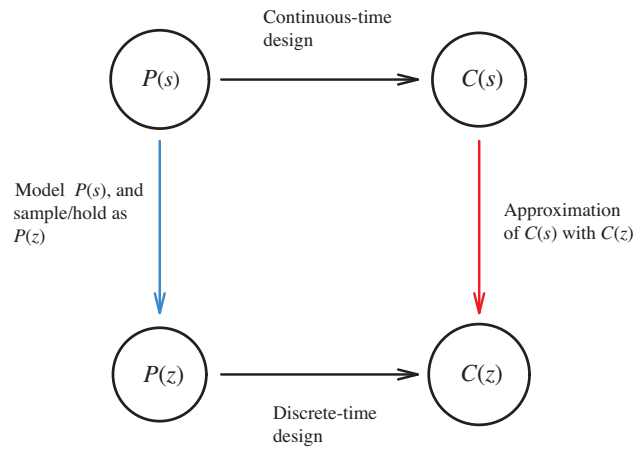 Continuous-time
design
P(s)
C(s)
Model P(s), and
sample/hold as
P(z)
Approximation
of C(s) with C(z)
P(z)
C(z)
Discrete-time
design